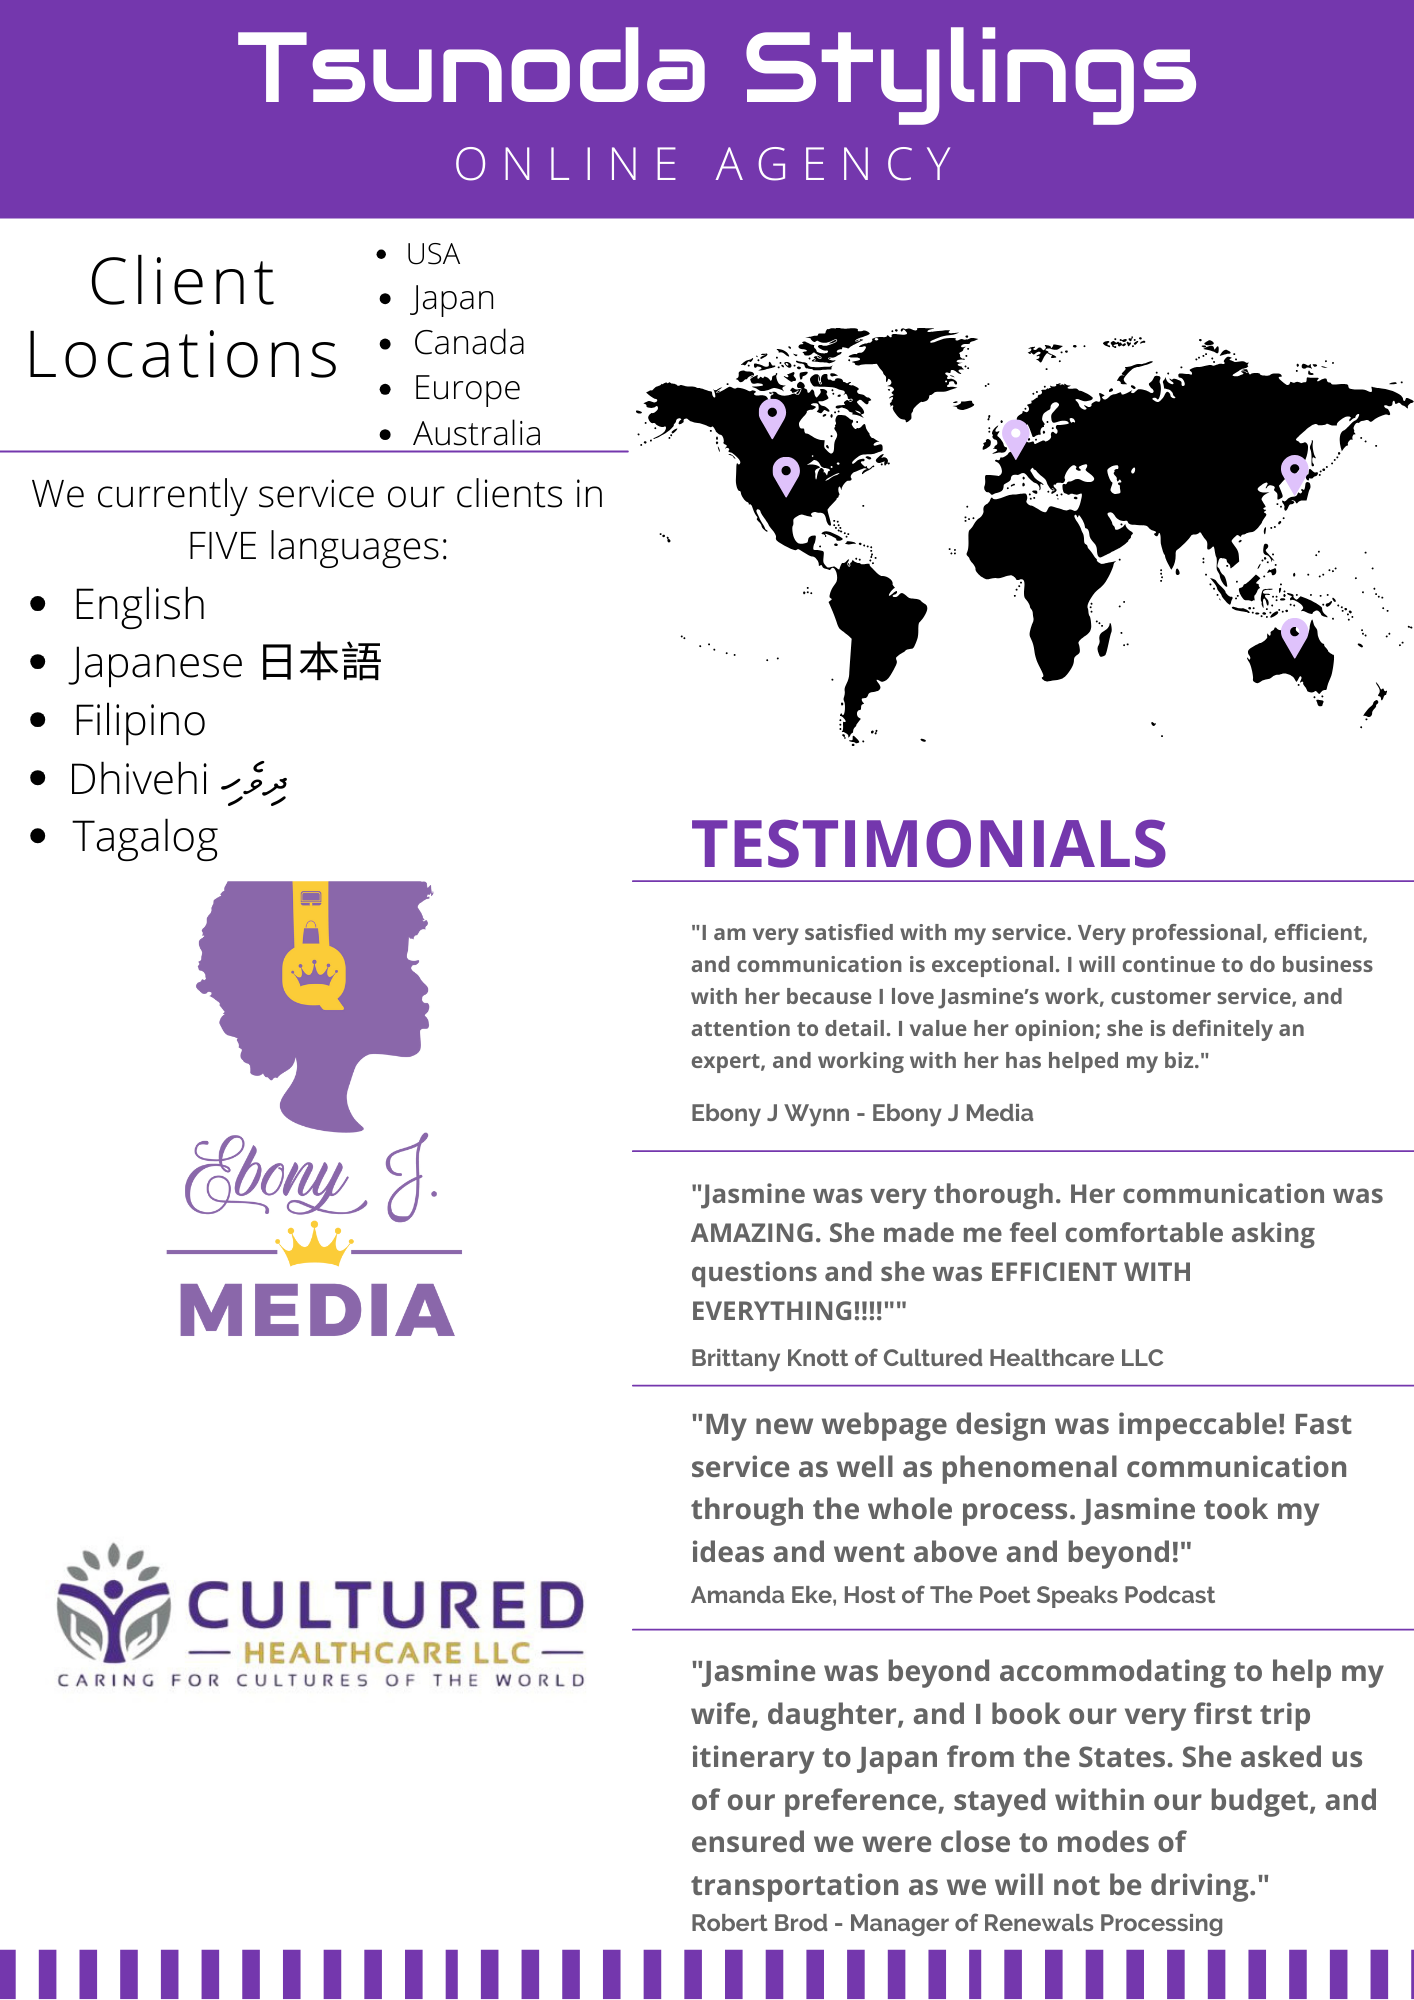 Tsunoda Stylings
ONLINE AGENCY
Client
Locations
USA
Japan
Canada
Europe
Australia
We currently service our clients in
FIVE languages:
English
Japanese 日本語
Filipino
Dhivehi ދިވެހި
Tagalog
Q
Ebony J.
MEDIA
CULTURED
HEALTHCARE LLC
CARING FOR CULTURES OF THE WORLD
TESTIMONIALS
"I am very satisfied with my service. Very professional, efficient,
and communication is exceptional. I will continue to do business
with her because I love Jasmine’s work, customer service, and
attention to detail. I value her opinion; she is definitely an
expert, and working with her has helped my biz."
Ebony J Wynn - Ebony J Media
"Jasmine was very thorough. Her communication was
AMAZING. She made me feel comfortable asking
questions and she was EFFICIENT WITH
EVERYTHING!!!!""
Brittany Knott of Cultured Healthcare LLC
"My new webpage design was impeccable! Fast
service as well as phenomenal communication
through the whole process. Jasmine took my
ideas and went above and beyond!"
Amanda Eke, Host of The Poet Speaks Podcast
"Jasmine was beyond accommodating to help my
wife, daughter, and I book our very first trip
itinerary to Japan from the States. She asked us
of our preference, stayed within our budget, and
ensured we were close to modes of
transportation as we will not be driving."
Robert Brod - Manager of Renewals Processing